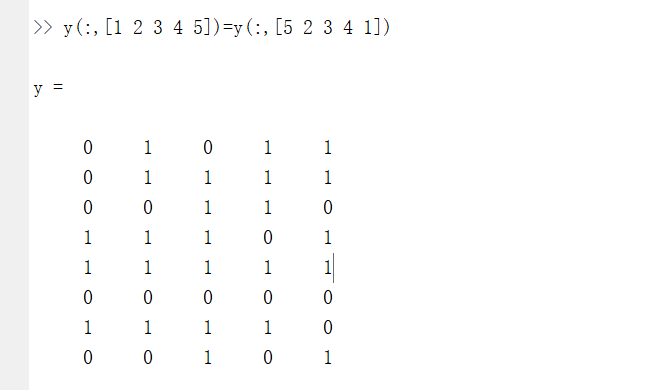 >> y(:,[1 2 3 4 5])=y(:,[5 2 3 4 1])
y =
0 1 0 1 1
0 1 1 1 1
0 0 1 1 0
1 1 1 0 1
1 1 1 1 1
0 0 0 0 0
1 1 1 1 0
0 0 1 0 1